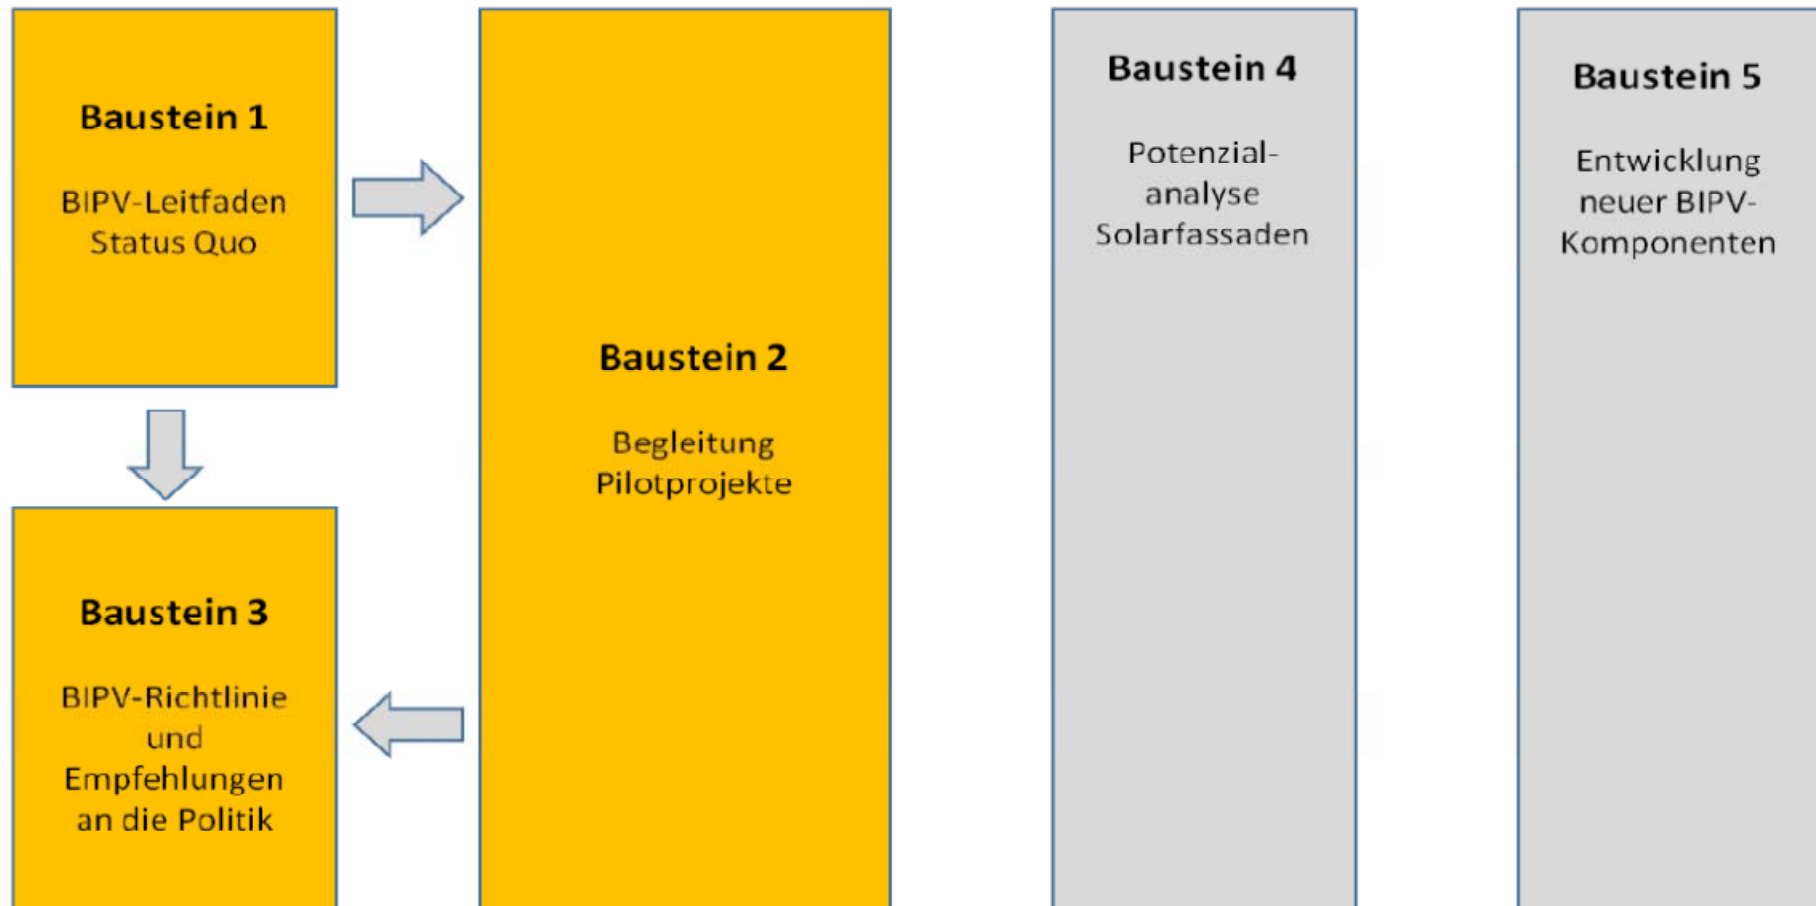 Baustein 1
BIPV-Leitfaden
Status Quo
Baustein 2
Begleitung
Pilotprojekte
Baustein 3
BIPV-Richtlinie
und
Empfehlungen
an die Politik
Baustein 4
Potenzial-
analyse
Solarfassaden
Baustein 5
Entwicklung
neuer BIPV-
Komponenten